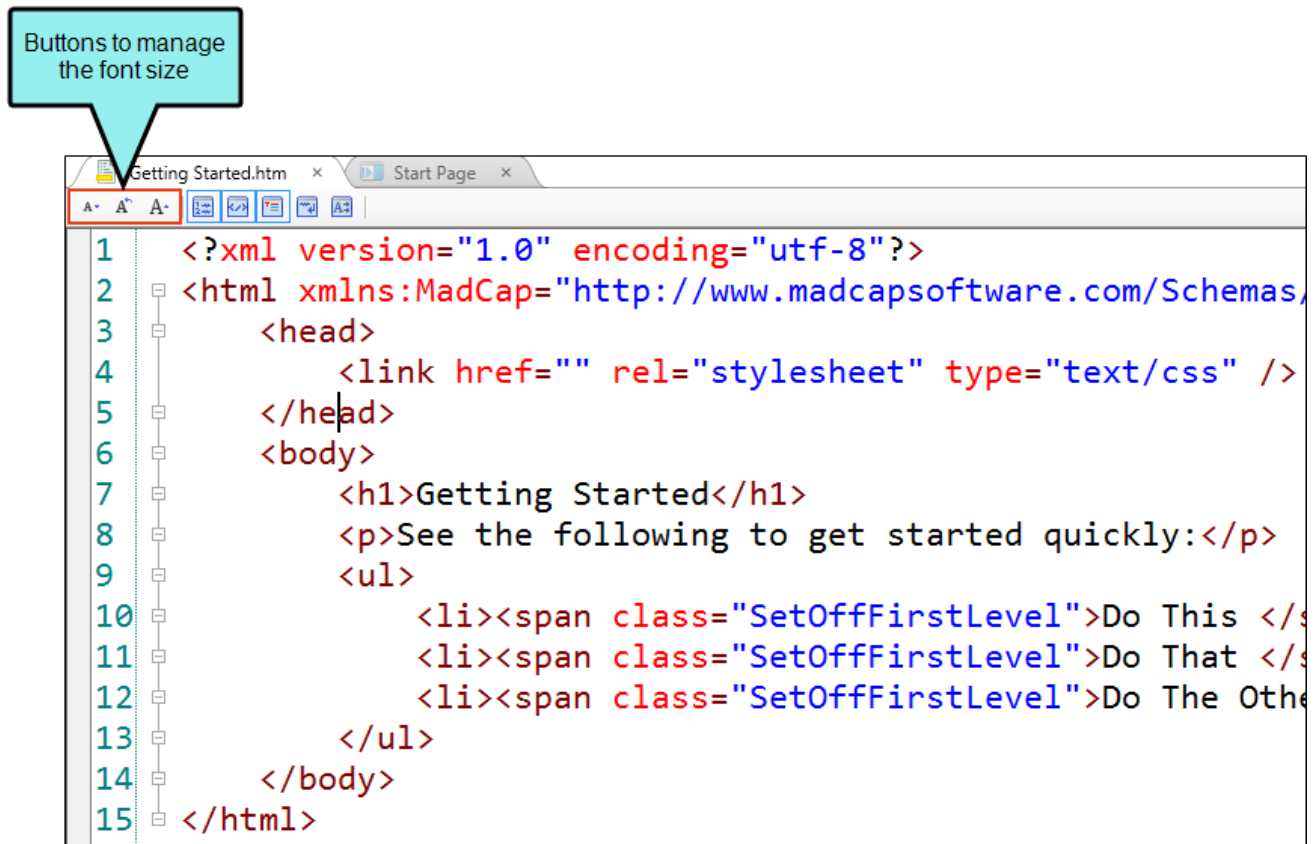 Buttons to manage
the font size
Getting Started.htm × Start Page ×
1 <?xml version="1.0" encoding="utf-8"?>
2 <html xmlns:MadCap="http://www.madcapsoftware.com/Schemas/
3 <head>
4 <link href="" rel="stylesheet" type="text/css" />
5 </head>
6 <body>
7 <h1>Getting Started</h1>
8 <p>See the following to get started quickly:</p>
9 <ul>
10 <li><span class="SetOffFirstLevel">Do This </s
11 <li><span class="SetOffFirstLevel">Do That </s
12 <li><span class="SetOffFirstLevel">Do The Othe
13 </ul>
14 </body>
15 </html>